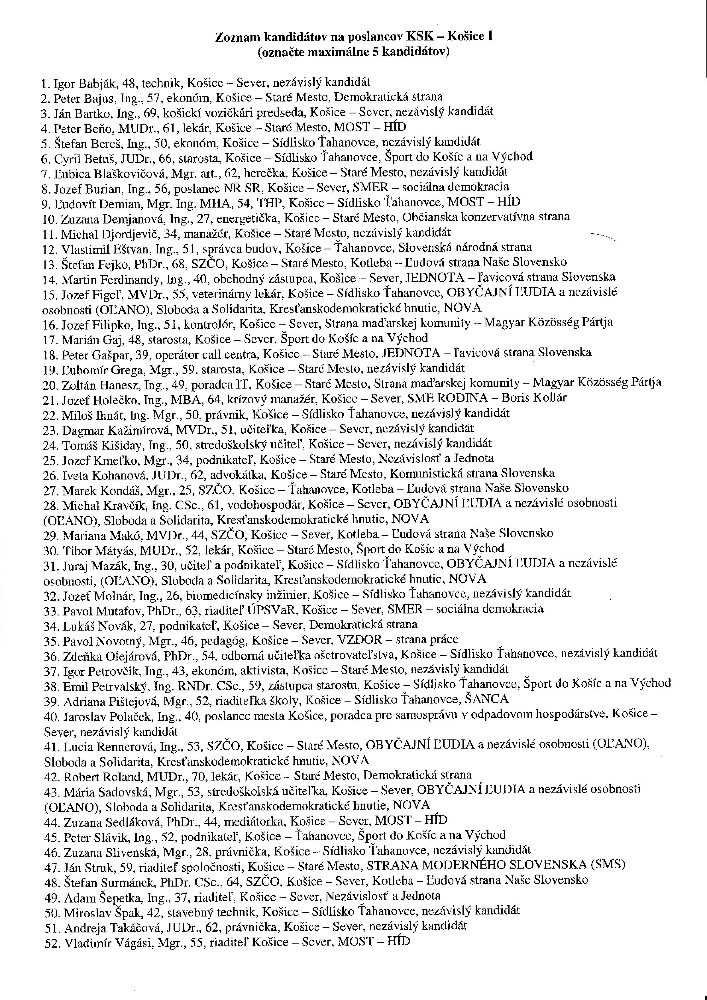 Zoznam kandidátov na poslancov KSK – Košice I
(označte maximálne 5 kandidátov)
1. Igor Babják, 48, technik, Košice – Sever, nezávislý kandidát
2. Peter Bajus, Ing., 57, ekonóm, Košice – Staré Mesto, Demokratická strana
3. Ján Bartko, Ing., 69, košickí vozičkári predseda, Košice – Sever, nezávislý kandidát
4. Peter Beňo, MUDr., 61, lekár, Košice – Staré Mesto, MOST – HÍD
5. Štefan Bereš, Ing., 50, ekonóm, Košice – Sídlisko Ťahanovce, nezávislý kandidát
6. Cyril Betuš, JUDr., 66, starosta, Košice – Sídlisko Ťahanovce, Šport do Košíc a na Východ
7. Ľubica Blaškovičová, Mgr. art., 62, herečka, Košice – Staré Mesto, nezávislý kandidát
8. Jozef Burian, Ing., 56, poslanec NR SR, Košice – Sever, SMER – sociálna demokracia
9. Ľudovít Demian, Mgr. Ing. MHA, 54, THP, Košice – Sídlisko Ťahanovce, MOST – HÍD
10. Zuzana Demjanová, Ing., 27, energetička, Košice – Staré Mesto, Občianska konzervatívna strana
11. Michal Djordjevič, 34, manažér, Košice – Staré Mesto, nezávislý kandidát
12. Vlastimil Eštvan, Ing., 51, správca budov, Košice – Ťahanovce, Slovenská národná strana
13. Štefan Fejko, PhDr., 68, SZČO, Košice – Staré Mesto, Kotleba – Ľudová strana Naše Slovensko
14. Martin Ferdinandy, Ing., 40, obchodný zástupca, Košice – Sever, JEDNOTA – ľavicová strana Slovenska
15. Jozef Figeľ, MVDr., 55, veterinárny lekár, Košice – Sídlisko Ťahanovce, OBYČAJNÍ ĽUDIA a nezávislé
osobnosti (OĽANO), Sloboda a Solidarita, Kresťanskodemokratické hnutie, NOVA
16. Jozef Filipko, Ing., 51, kontrolór, Košice – Sever, Strana maďarskej komunity – Magyar Közösség Pártja
17. Marián Gaj, 48, starosta, Košice – Sever, Šport do Košíc a na Východ
18. Peter Gašpar, 39, operátor call centra, Košice – Staré Mesto, JEDNOTA – ľavicová strana Slovenska
19. Ľubomír Grega, Mgr., 59, starosta, Košice – Staré Mesto, nezávislý kandidát
20. Zoltán Hanesz, Ing., 49, poradca IT, Košice – Staré Mesto, Strana maďarskej komunity – Magyar Közösség Pártja
21. Jozef Holečko, Ing., MBA, 64, krízový manažér, Košice – Sever, SME RODINA – Boris Kollár
22. Miloš Ihnát, Ing. Mgr., 50, právnik, Košice – Sídlisko Ťahanovce, nezávislý kandidát
23. Dagmar Kažimírová, MVDr., 51, učiteľka, Košice – Sever, nezávislý kandidát
24. Tomáš Kišiday, Ing., 50, stredoškolský učiteľ, Košice – Sever, nezávislý kandidát
25. Jozef Kmeťko, Mgr., 34, podnikateľ, Košice – Staré Mesto, Nezávislosť a Jednota
26. Iveta Kohanová, JUDr., 62, advokátka, Košice – Staré Mesto, Komunistická strana Slovenska
27. Marek Kondáš, Mgr., 25, SZČO, Košice – Ťahanovce, Kotleba – Ľudová strana Naše Slovensko
28. Michal Kravčík, Ing. CSc., 61, vodohospodár, Košice – Sever, OBYČAJNÍ ĽUDIA a nezávislé osobnosti
(OĽANO), Sloboda a Solidarita, Kresťanskodemokratické hnutie, NOVA
29. Mariana Makó, MVDr., 44, SZČO, Košice – Sever, Kotleba – Ľudová strana Naše Slovensko
30. Tibor Mátyás, MUDr., 52, lekár, Košice – Staré Mesto, Šport do Košíc a na Východ
31. Juraj Mazák, Ing., 30, učiteľ a podnikateľ, Košice – Sídlisko Ťahanovce, OBYČAJNÍ ĽUDIA a nezávislé
osobnosti, (OĽANO), Sloboda a Solidarita, Kresťanskodemokratické hnutie, NOVA
32. Jozef Molnár, Ing., 26, biomedicínsky inžinier, Košice – Sídlisko Ťahanovce, nezávislý kandidát
33. Pavol Mutafov, PhDr., 63, riaditeľ ÚPSVaR, Košice – Sever, SMER – sociálna demokracia
34. Lukáš Novák, 27, podnikateľ, Košice – Sever, Demokratická strana
35. Pavol Novotný, Mgr., 46, pedagóg, Košice – Sever, VZDOR – strana práce
36. Zdeňka Olejárová, PhDr., 54, odborná učiteľka ošetrovateľstva, Košice – Sídlisko Ťahanovce, nezávislý kandidát
37. Igor Petrovčik, Ing., 43, ekonóm, aktivista, Košice – Staré Mesto, nezávislý kandidát
38. Emil Petrvalský, Ing. RNDr. CSc., 59, zástupca starostu, Košice – Sídlisko Ťahanovce, Šport do Košíc a na Východ
39. Adriana Pištejová, Mgr., 52, riaditeľka školy, Košice – Sídlisko Ťahanovce, ŠANCA
40. Jaroslav Polaček, Ing., 40, poslanec mesta Košice, poradca pre samosprávu v odpadovom hospodárstve, Košice –
Sever, nezávislý kandidát
41. Lucia Rennerová, Ing., 53, SZČO, Košice – Staré Mesto, OBYČAJNÍ ĽUDIA a nezávislé osobnosti (OĽANO),
Sloboda a Solidarita, Kresťanskodemokratické hnutie, NOVA
42. Robert Roland, MUDr., 70, lekár, Košice – Staré Mesto, Demokratická strana
43. Mária Sadovská, Mgr., 53, stredoškolská učiteľka, Košice – Sever, OBYČAJNÍ ĽUDIA a nezávislé osobnosti
(OĽANO), Sloboda a Solidarita, Kresťanskodemokratické hnutie, NOVA
44. Zuzana Sedláková, PhDr., 44, mediátorka, Košice – Sever, MOST – HÍD
45. Peter Slávik, Ing., 52, podnikateľ, Košice – Ťahanovce, Šport do Košíc a na Východ
46. Zuzana Slivenská, Mgr., 28, právnička, Košice – Sídlisko Ťahanovce, nezávislý kandidát
47. Ján Struk, 59, riaditeľ spoločnosti, Košice – Staré Mesto, STRANA MODERNÉHO SLOVENSKA (SMS)
48. Štefan Surmánek, PhDr. CSc., 64, SZČO, Košice – Sever, Kotleba – Ľudová strana Naše Slovensko
49. Adam Šepetka, Ing., 37, riaditeľ, Košice – Sever, Nezávislosť a Jednota
50. Miroslav Špak, 42, stavebný technik, Košice – Sídlisko Ťahanovce, nezávislý kandidát
51. Andreja Takáčová, JUDr., 62, právnička, Košice – Sever, nezávislý kandidát
52. Vladimír Vágási, Mgr., 55, riaditeľ Košice – Sever, MOST – HÍD